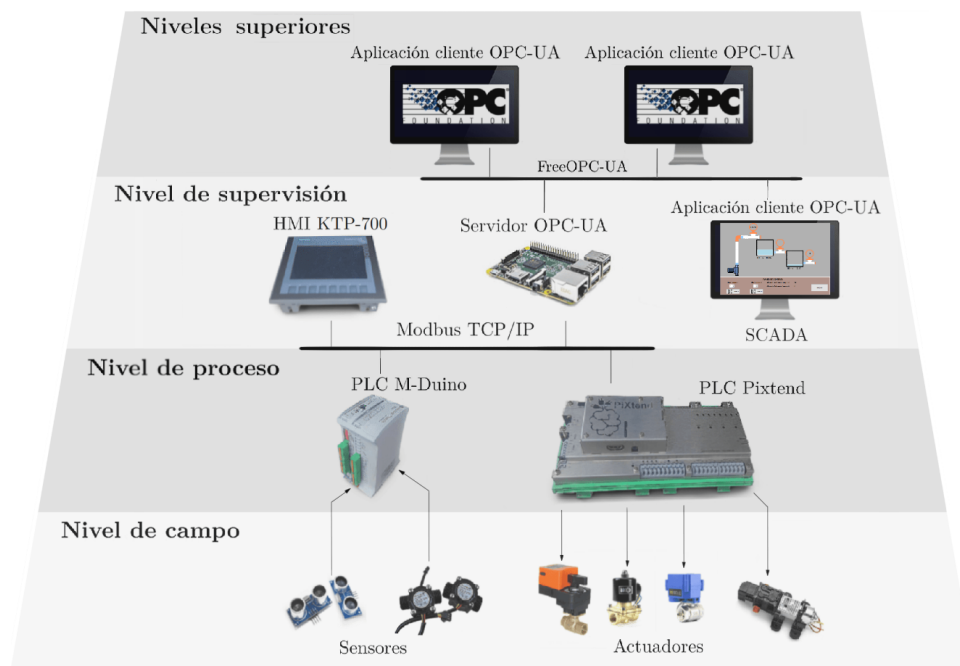 Niveles superiores
Aplicación cliente OPC-UA
Aplicación cliente OPC-UA
OPC
FOUNDATION
OPC
FOUNDATION
FreeOPC-UA
Nivel de supervisión
HMI KTP-700
Servidor OPC-UA
Aplicación cliente OPC-UA
SCADA
Modbus TCP/IP
Nivel de proceso
PLC M-Duino
PLC Pixtend
PiXtend
Nivel de campo
Sensores
Actuadores